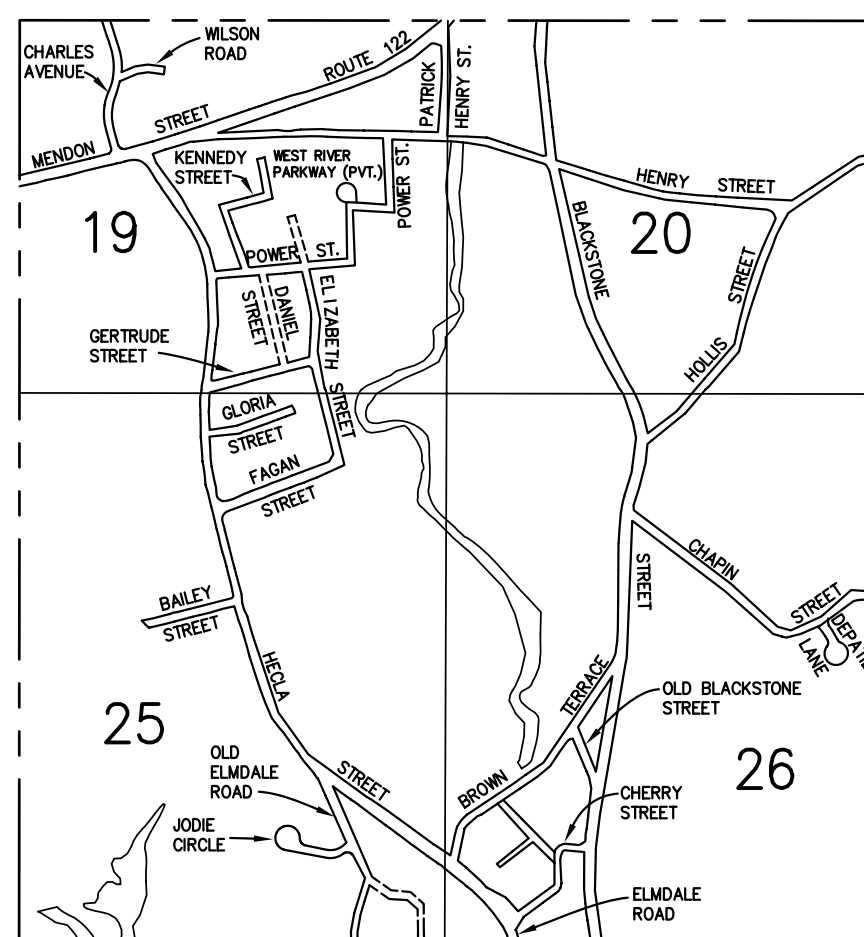 CHARLES
AVENUE
WILSON
ROAD
ROUTE 122
PATRICK
HENRY ST.
MENDON
STREET
KENNEDY
STREET
WEST RIVER
PARKWAY (PVT.)
POWER ST.
HENRY
STREET
19
20
BLACKSTONE
POWER ST.
STREET
DANIEL
ELIZABETH
STREET
STREET
HOLLIS
GERTRUDE
STREET
GLORIA
STREET
FAGAN
STREET
BAILEY
STREET
STREET
CHAPIN
STREET
DEPATIE
LANE
HECLA
STREET
TERRACE
BROWN
OLD BLACKSTONE
STREET
25
26
OLD
ELMDALE
ROAD
JODIE
CIRCLE
CHERRY
STREET
ELMDALE
ROAD